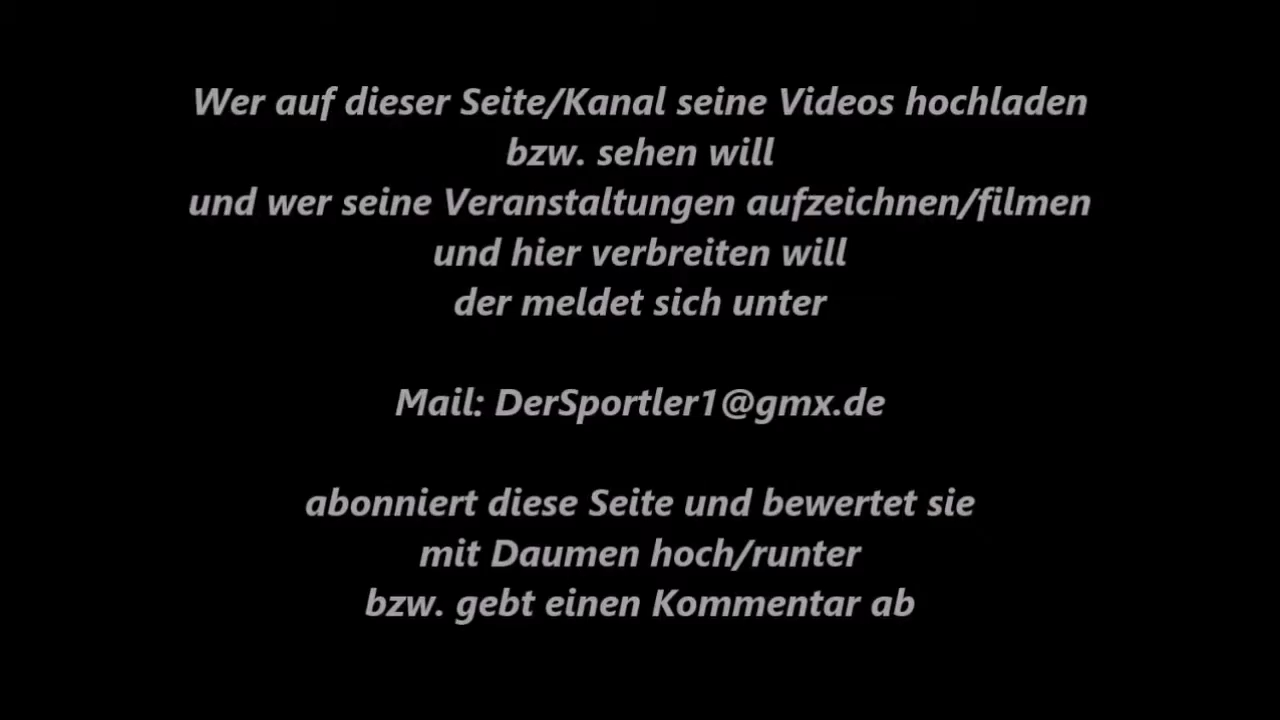 Wer auf dieser Seite/Kanal seine Videos hochladen
bzw. sehen will
und wer seine Veranstaltungen aufzeichnen/filmen
und hier verbreiten will
der meldet sich unter
Mail: DerSportler1@gmx.de
abonniert diese Seite und bewertet sie
mit Daumen hoch/runter
bzw. gebt einen Kommentar ab